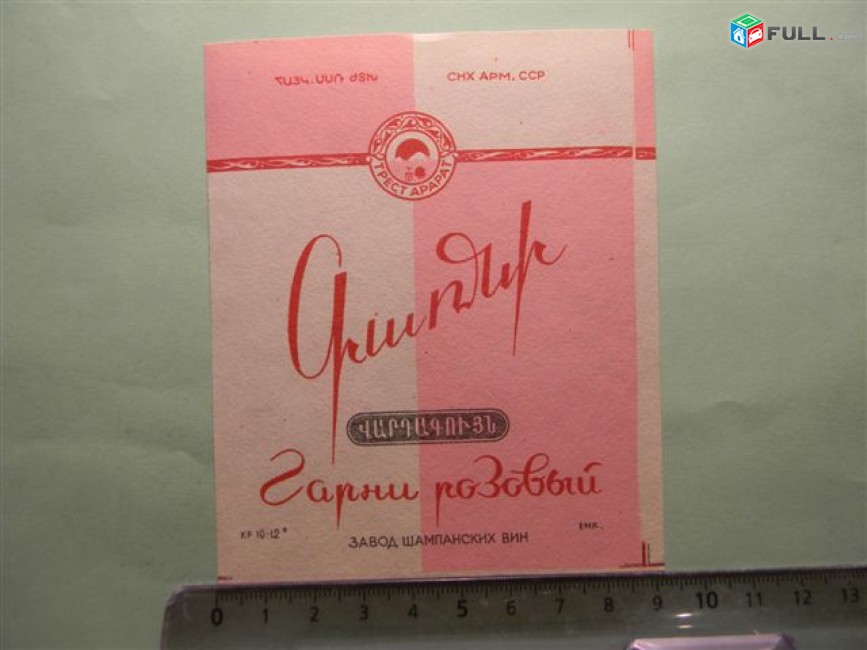 FULL
ՀԱՅԿ. ՍՍՌ ԺՏԽ
СНХ АРМ. ССР
ТРЕСТ АРАРАТ
Գառնի
ՎԱՐԴԱԳՈՒՅՆ
Гарни розовый
КР 10-12°
ЕМК.
ЗАВОД ШАМПАНСКИХ ВИН
0 1 2 3 4 5 6 7 8 9 10 11 12 13